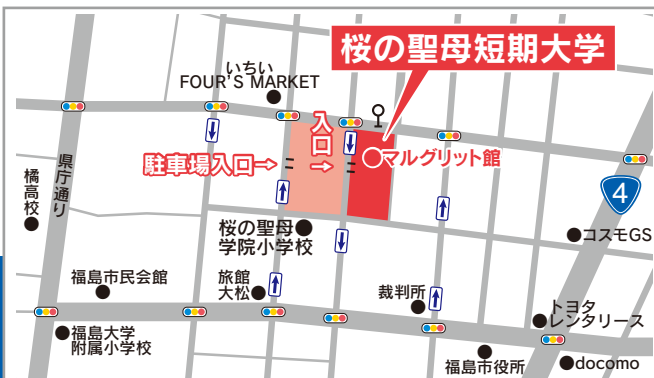 桜の聖母短期大学
いちい
FOUR'S MARKET
入口
→
駐車場入口→
マルグリット館
県庁通り
橘高校
4
桜の聖母
学院小学校
コスモGS
福島市民会館
旅館
大松
裁判所
トヨタ
レンタリース
福島大学
附属小学校
福島市役所
docomo